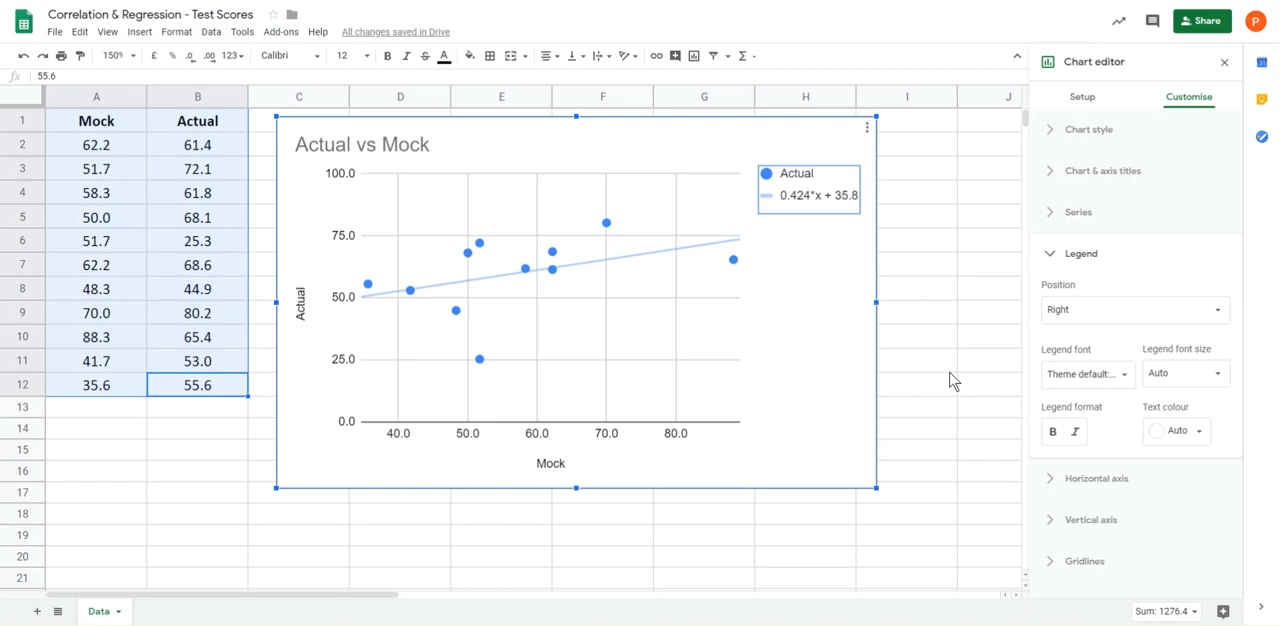 Correlation & Regression - Test Scores
File Edit View Insert Format Data Tools Add-ons Help All changes saved in Drive
Share
P
150% £ % .0 .00 123 Calibri 12 B I S A
fx 55.6
A B C D E F G H I J
1 Mock Actual
2 62.2 61.4
3 51.7 72.1
4 58.3 61.8
5 50.0 68.1
6 51.7 25.3
7 62.2 68.6
8 48.3 44.9
9 70.0 80.2
10 88.3 65.4
11 41.7 53.0
12 35.6 55.6
13
14
15
16
17
18
19
20
21
Actual vs Mock
100.0
75.0
50.0
25.0
0.0
Actual
40.0 50.0 60.0 70.0 80.0
Mock
Actual
0.424*x + 35.8
Chart editor
Setup Customise
Chart style
Chart & axis titles
Series
Legend
Position
Right
Legend font Legend font size
Theme default:... Auto
Legend format Text colour
B I Auto
Horizontal axis
Vertical axis
Gridlines
Data
Sum: 1276.4